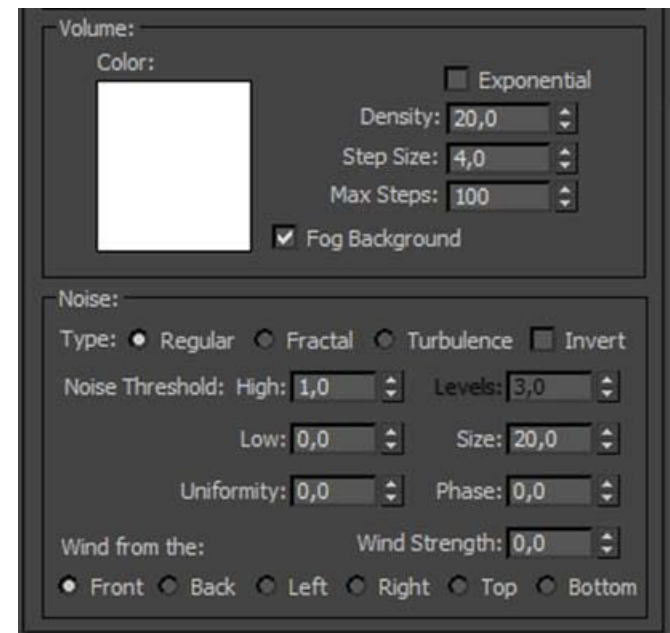 Volume:
Color:
Exponential
Density: 20,0
Step Size: 4,0
Max Steps: 100
Fog Background
Noise:
Type: Regular Fractal Turbulence Invert
Noise Threshold: High: 1,0 Levels: 3,0
Low: 0,0 Size: 20,0
Uniformity: 0,0 Phase: 0,0
Wind from the: Wind Strength: 0,0
Front Back Left Right Top Bottom